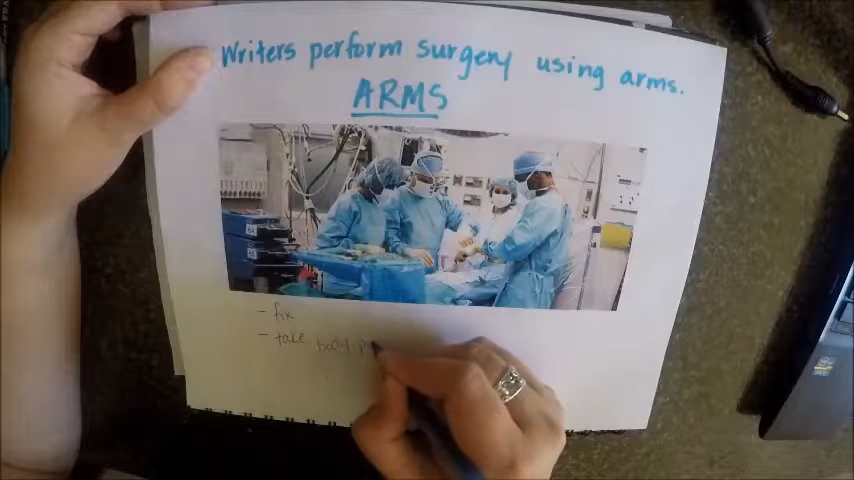 Writers perform surgery using arms.
ARMS
- fix
- take body